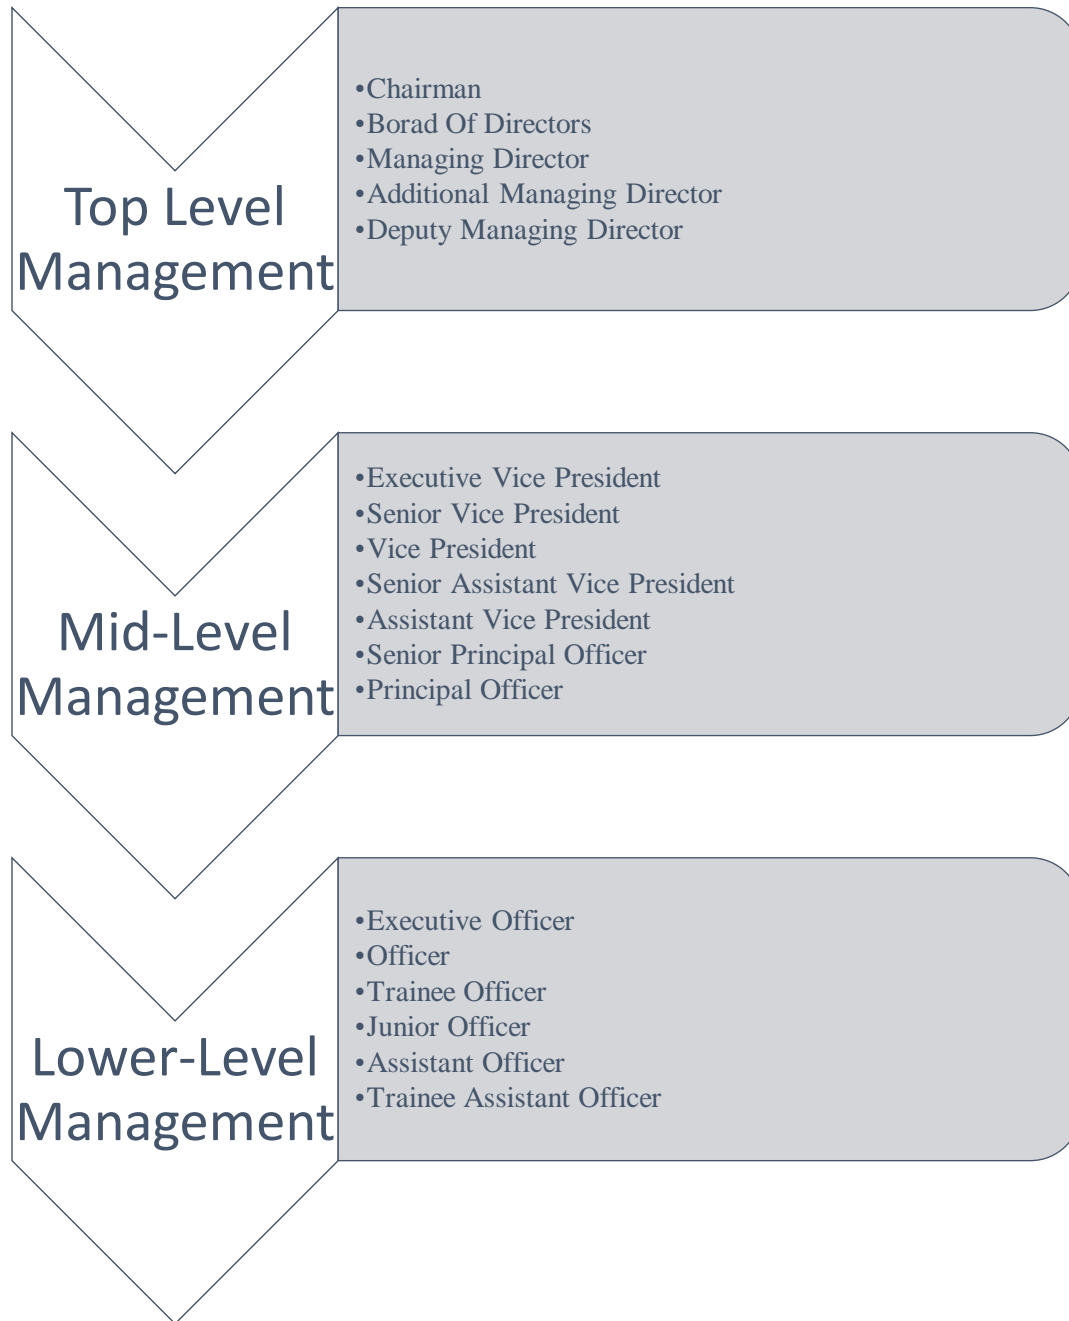 Top Level
Management
•Chairman
•Borad Of Directors
•Managing Director
•Additional Managing Director
•Deputy Managing Director
Mid-Level
Management
•Executive Vice President
•Senior Vice President
•Vice President
•Senior Assistant Vice President
•Assistant Vice President
•Senior Principal Officer
•Principal Officer
Lower-Level
Management
•Executive Officer
•Officer
•Trainee Officer
•Junior Officer
•Assistant Officer
•Trainee Assistant Officer